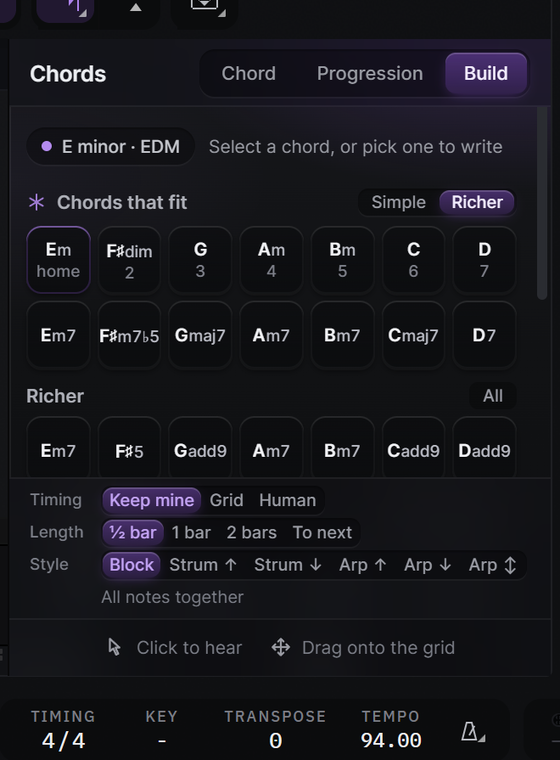 Chords Chord Progression Build
E minor · EDM Select a chord, or pick one to write
Chords that fit Simple Richer
Em F♯dim G Am Bm C D
home 2 3 4 5 6 7
Em7 F♯m7♭5 Gmaj7 Am7 Bm7 Cmaj7 D7
Richer All
Em7 F♯5 Gadd9 Am7 Bm7 Cadd9 Dadd9
Timing Keep mine Grid Human
Length ½ bar 1 bar 2 bars To next
Style Block Strum ↑ Strum ↓ Arp ↑ Arp ↓ Arp ↕
All notes together
Click to hear Drag onto the grid
TIMING KEY TRANSPOSE TEMPO
4/4 - 0 94.00